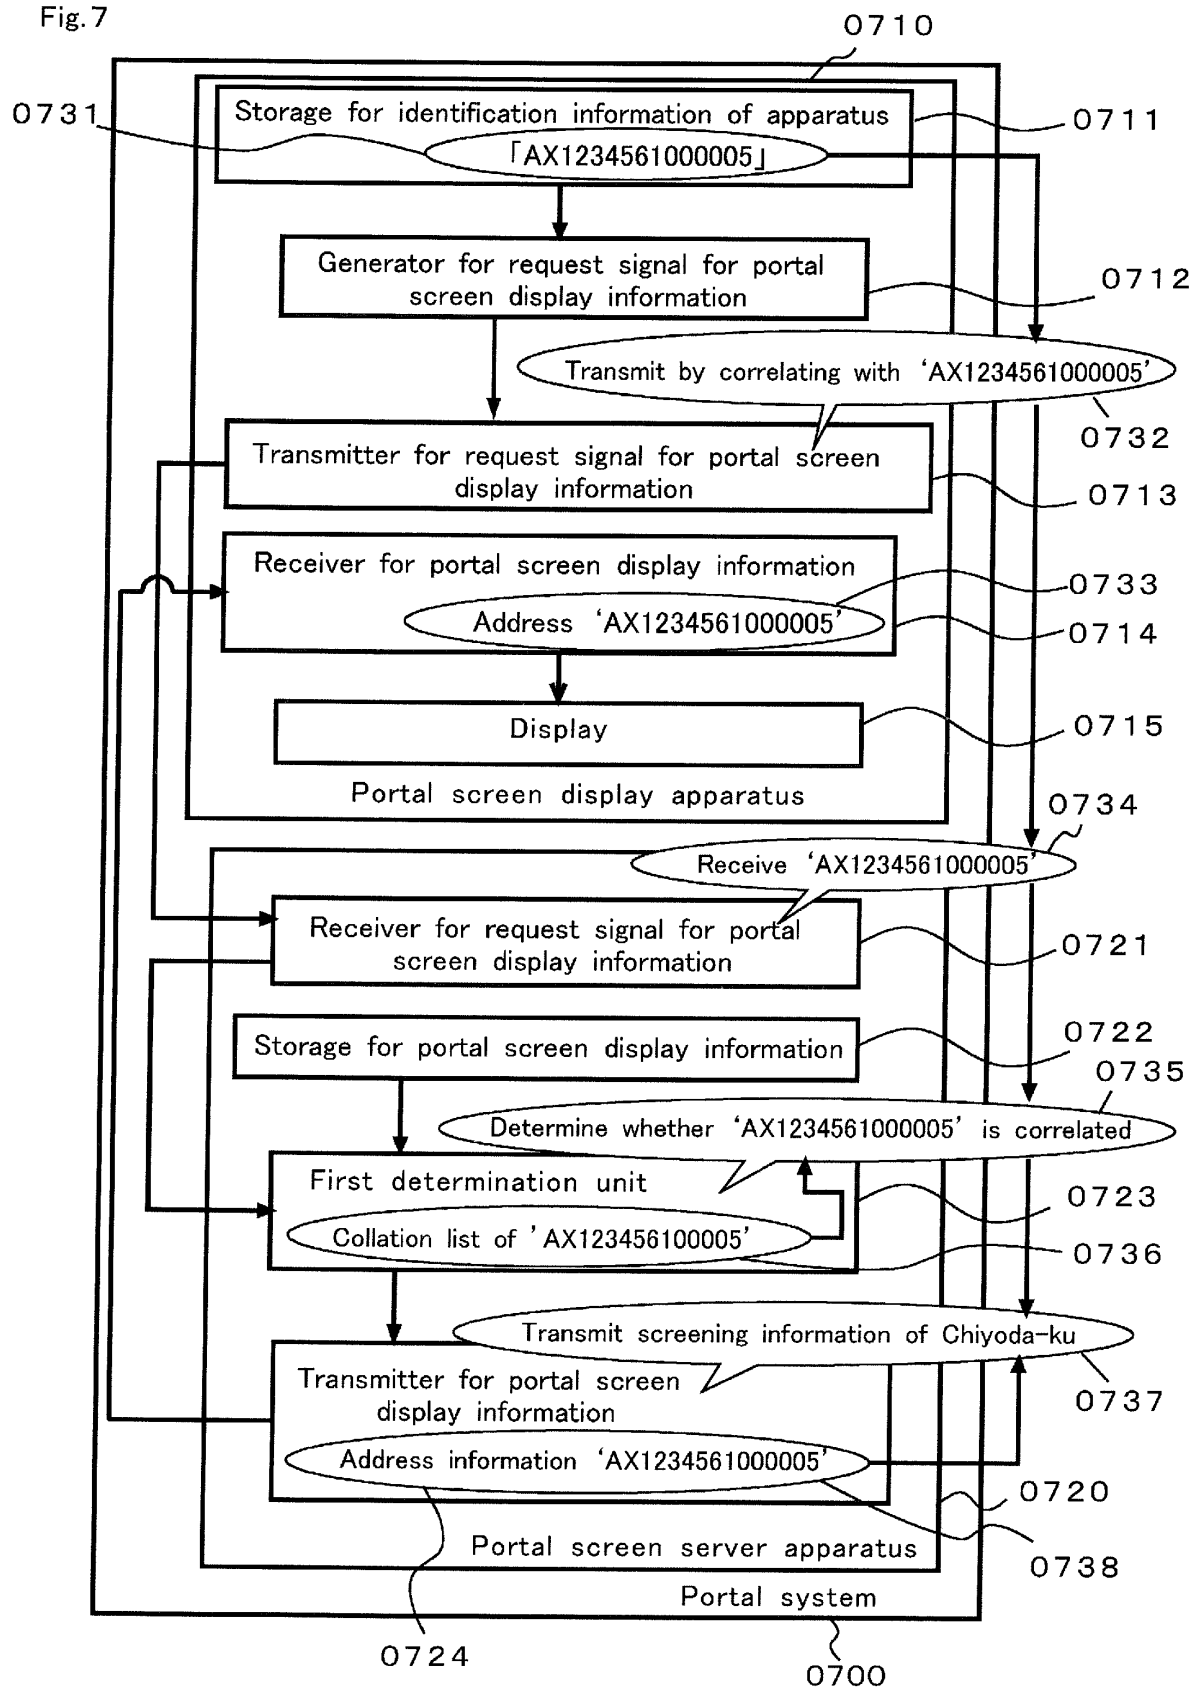 Fig.7
0710
Storage for identification information of apparatus
0731
0711
「AX1234561000005」
Generator for request signal for portal
screen display information
0712
Transmit by correlating with ‘AX1234561000005’
0732
Transmitter for request signal for portal screen
display information
0713
Receiver for portal screen display information
0733
Address ‘AX1234561000005’
0714
Display
0715
Portal screen display apparatus
0734
Receive ‘AX1234561000005’
Receiver for request signal for portal
screen display information
0721
0722
Storage for portal screen display information
0735
Determine whether ‘AX1234561000005’ is correlated
First determination unit
0723
Collation list of ’AX123456100005’
0736
Transmit screening information of Chiyoda-ku
Transmitter for portal screen
display information
0737
Address information ‘AX1234561000005’
0720
Portal screen server apparatus
0738
Portal system
0724
0700